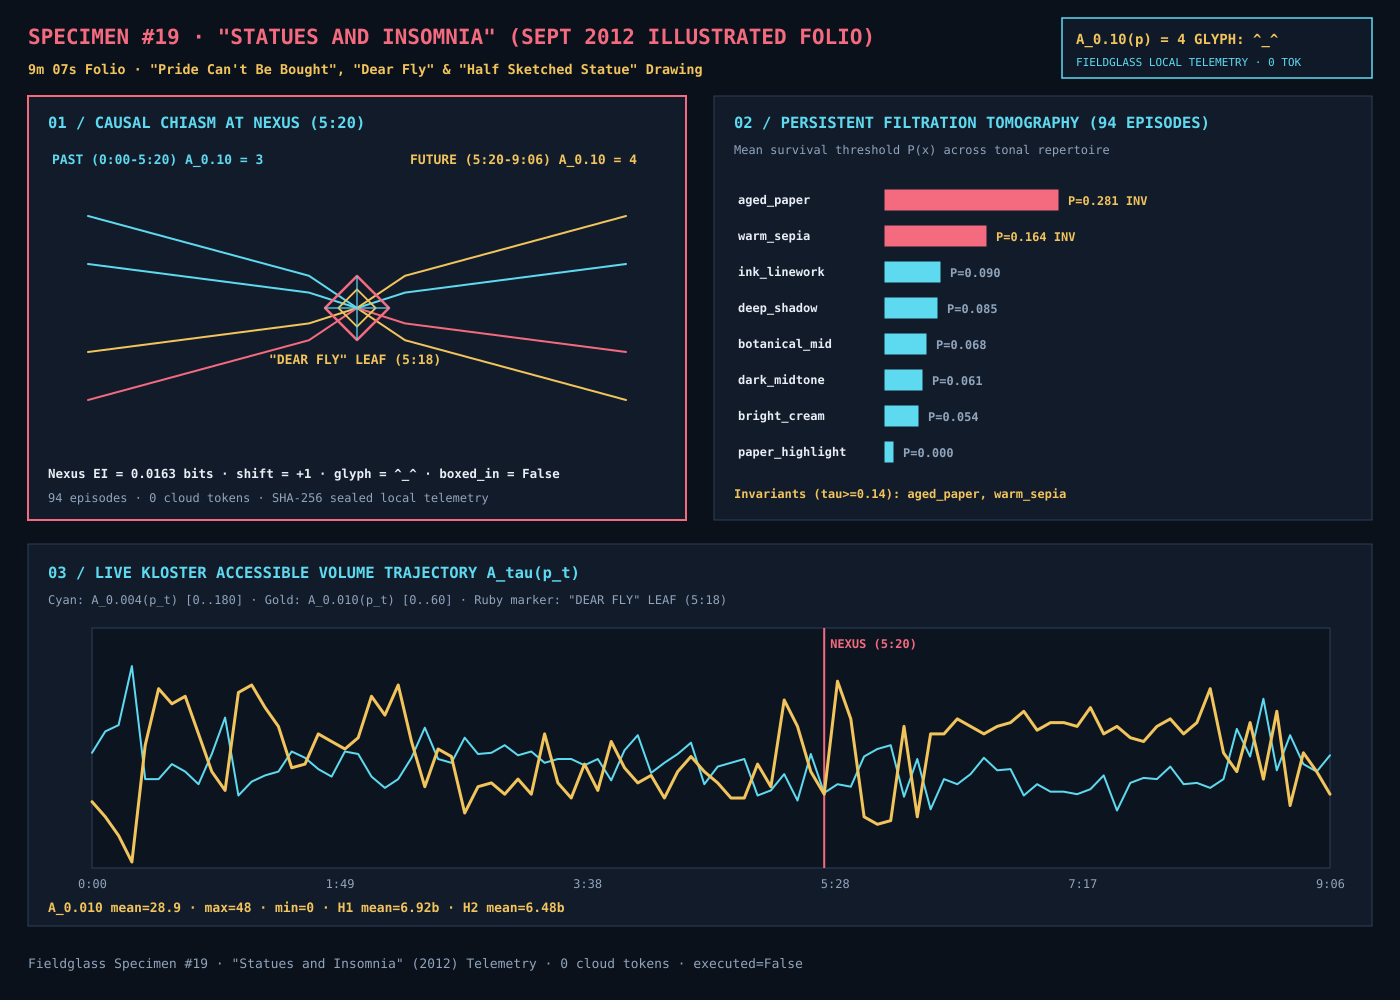 SPECIMEN #19 · "STATUES AND INSOMNIA" (SEPT 2012 ILLUSTRATED FOLIO)
9m 07s Folio · "Pride Can't Be Bought", "Dear Fly" & "Half Sketched Statue" Drawing
A_0.10(p) = 4 GLYPH: ^_^
FIELDGLASS LOCAL TELEMETRY · 0 TOK
01 / CAUSAL CHIASM AT NEXUS (5:20)
PAST (0:00-5:20) A_0.10 = 3
FUTURE (5:20-9:06) A_0.10 = 4
"DEAR FLY" LEAF (5:18)
Nexus EI = 0.0163 bits · shift = +1 · glyph = ^_^ · boxed_in = False
94 episodes · 0 cloud tokens · SHA-256 sealed local telemetry
02 / PERSISTENT FILTRATION TOMOGRAPHY (94 EPISODES)
Mean survival threshold P(x) across tonal repertoire
aged_paper P=0.281 INV
warm_sepia P=0.164 INV
ink_linework P=0.090
deep_shadow P=0.085
botanical_mid P=0.068
dark_midtone P=0.061
bright_cream P=0.054
paper_highlight P=0.000
Invariants (tau>=0.14): aged_paper, warm_sepia
03 / LIVE KLOSTER ACCESSIBLE VOLUME TRAJECTORY A_tau(p_t)
Cyan: A_0.004(p_t) [0..180] · Gold: A_0.010(p_t) [0..60] · Ruby marker: "DEAR FLY" LEAF (5:18)
NEXUS (5:20)
0:00 1:49 3:38 5:28 7:17 9:06
A_0.010 mean=28.9 · max=48 · min=0 · H1 mean=6.92b · H2 mean=6.48b
Fieldglass Specimen #19 · "Statues and Insomnia" (2012) Telemetry · 0 cloud tokens · executed=False